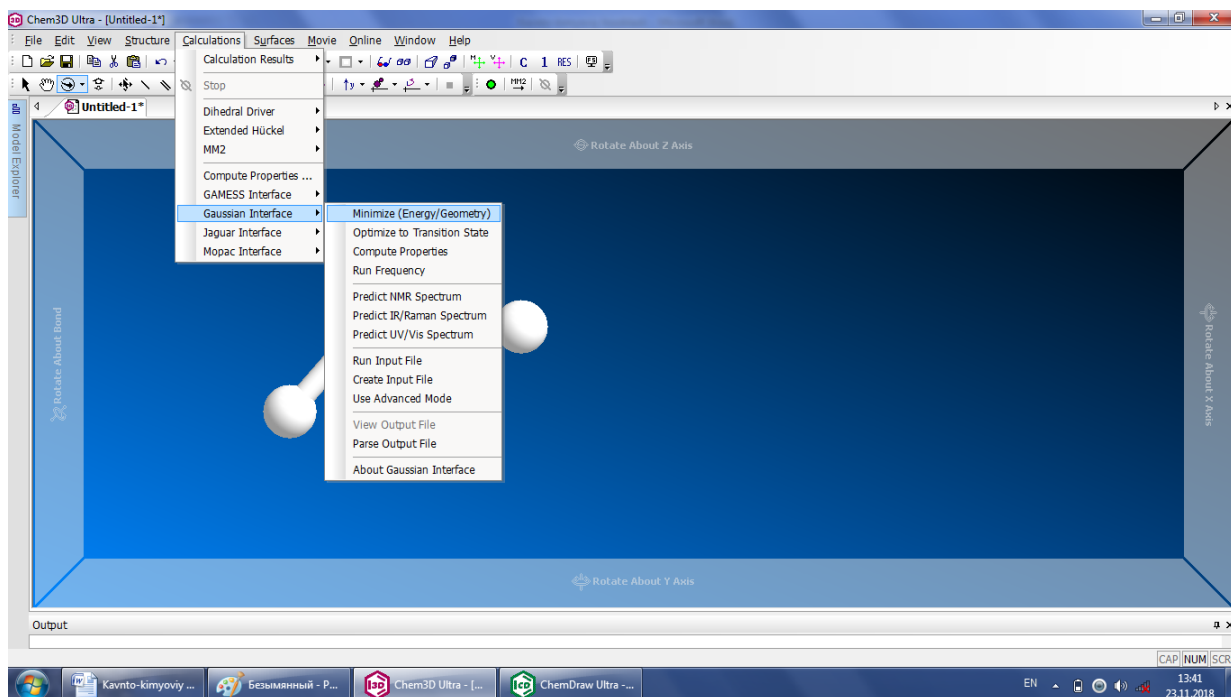 Chem3D Ultra - [Untitled-1*]
File Edit View Structure Calculations Surfaces Movie Online Window Help
C 1 RES
MM2
Untitled-1*
Model Explorer
Calculation Results
Stop
Dihedral Driver
Extended Hückel
MM2
Compute Properties ...
GAMESS Interface
Gaussian Interface
Jaguar Interface
Mopac Interface
Minimize (Energy/Geometry)
Optimize to Transition State
Compute Properties
Run Frequency
Predict NMR Spectrum
Predict IR/Raman Spectrum
Predict UV/Vis Spectrum
Run Input File
Create Input File
Use Advanced Mode
View Output File
Parse Output File
About Gaussian Interface
Rotate About Z Axis
Rotate About Bond
Rotate About X Axis
Rotate About Y Axis
Output
CAP NUM SCR
Kavnto-kimyoviy ...
Безымянный - P...
Chem3D Ultra - [...
ChemDraw Ultra -...
EN
13:41
23.11.2018